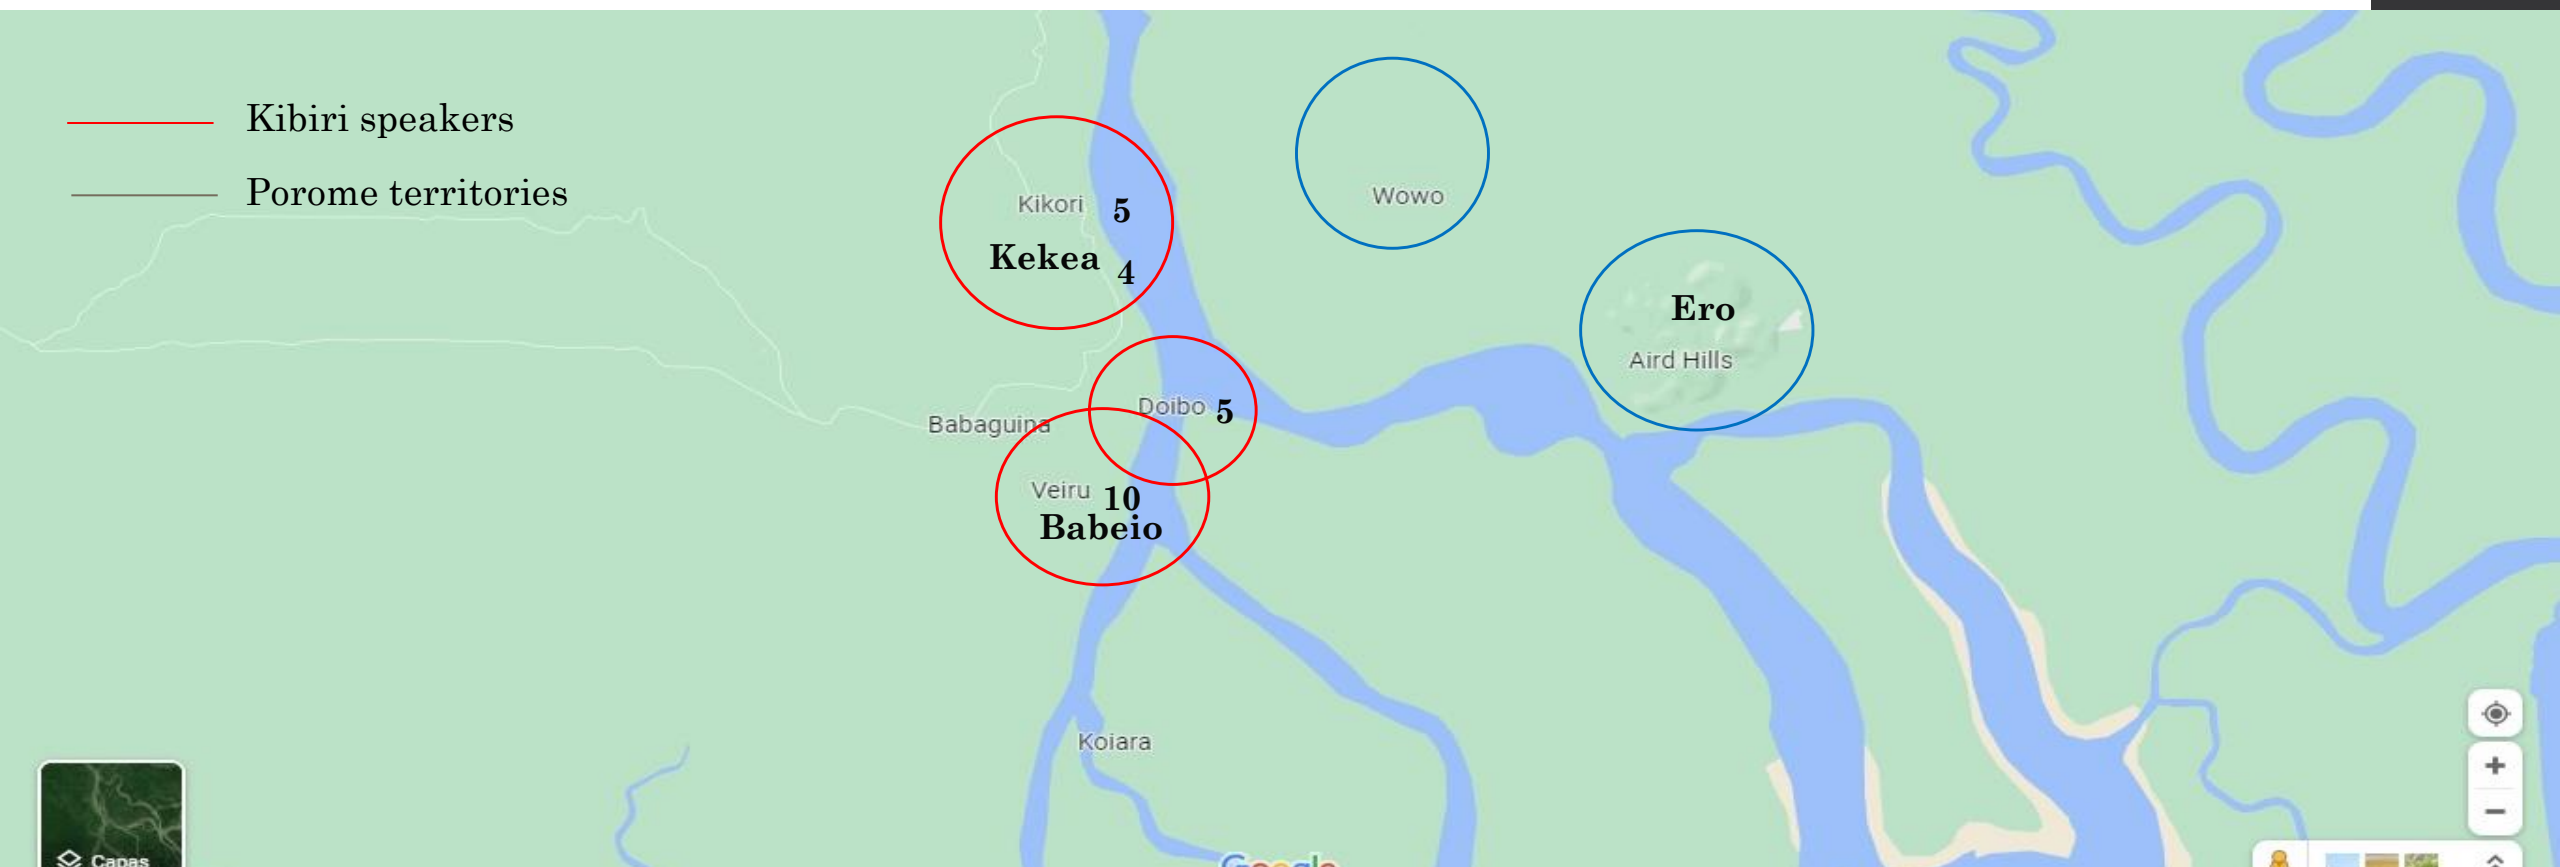 Kibiri speakers
Porome territories
Kikori 5
Kekea 4
Wowo
Ero
Aird Hills
Doibo 5
Babaguina
Veiru 10
Babeio
Koiara
Capas
Google